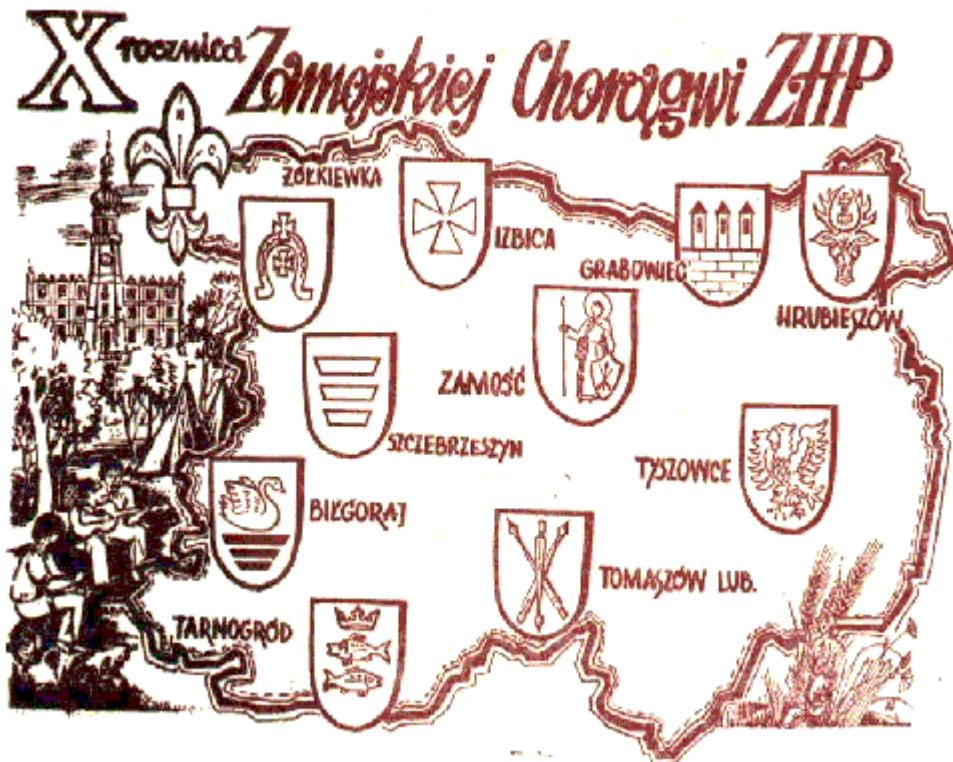 X rocznica Zamojskiej Chorągwi ZHP
ŻÓŁKIEWKA
IZBICA
GRABOWIEC
HRUBIESZÓW
ZAMOŚĆ
SZCZEBRZESZYN
TYSZOWCE
BIŁGORAJ
TOMASZÓW LUB.
TARNOGRÓD